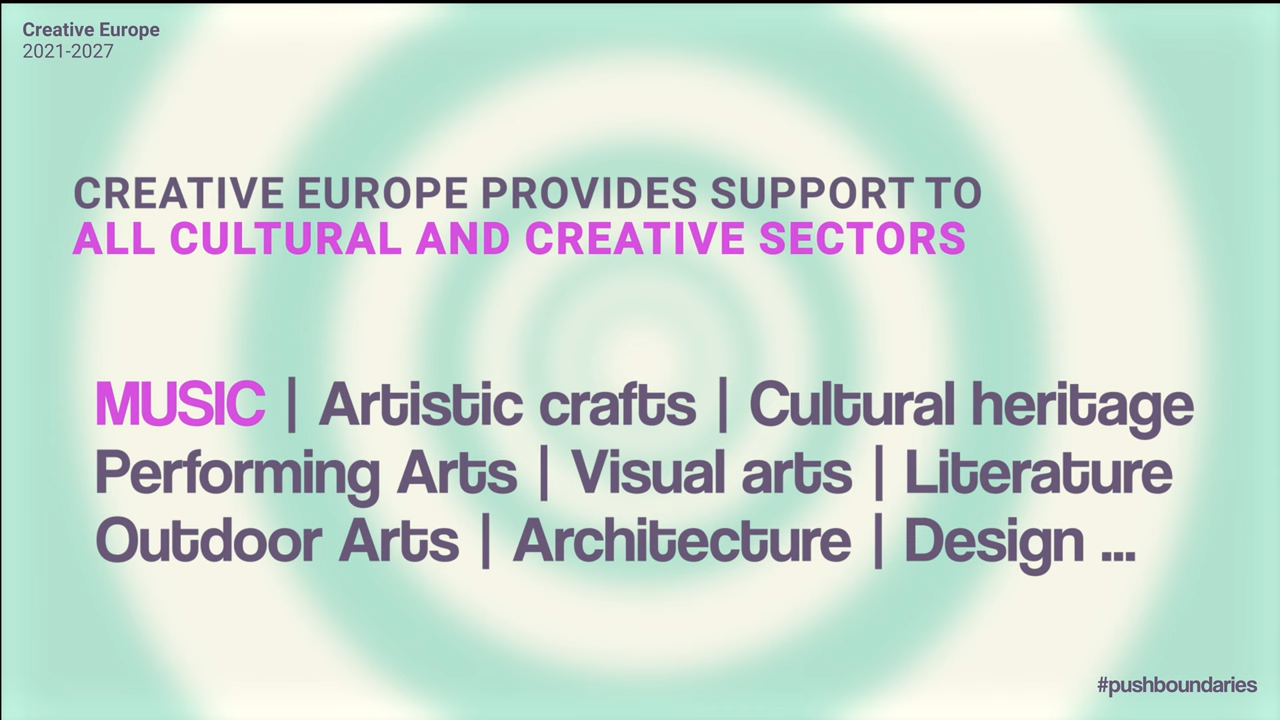 Creative Europe
2021-2027
CREATIVE EUROPE PROVIDES SUPPORT TO
ALL CULTURAL AND CREATIVE SECTORS
MUSIC | Artistic crafts | Cultural heritage
Performing Arts | Visual arts | Literature
Outdoor Arts | Architecture | Design ...
#pushboundaries